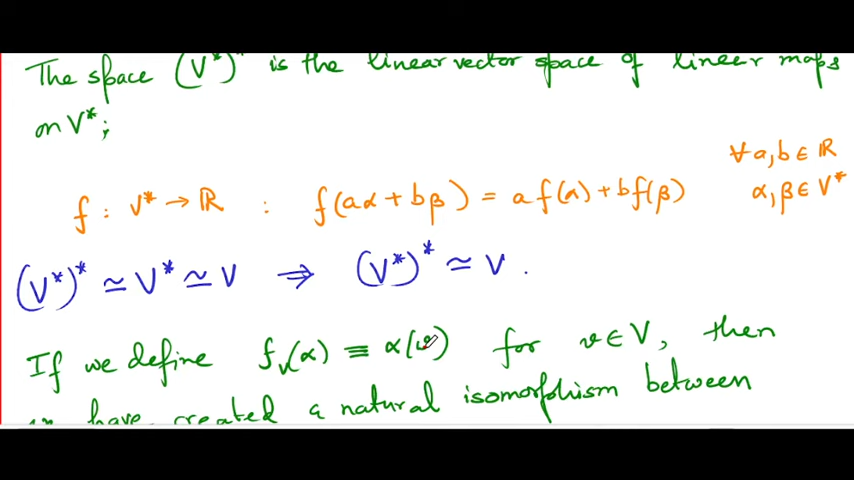 The space (V*)* is the linear vector space of linear maps
on V*;
∀ a,b ∈ ℝ
f : V* → ℝ : f(aα + bβ) = a f(α) + b f(β) α,β ∈ V*
(V*)* ≃ V* ≃ V ⇒ (V*)* ≃ V .
If we define f_v(α) ≡ α(v) for v ∈ V, then
have created a natural isomorphism between